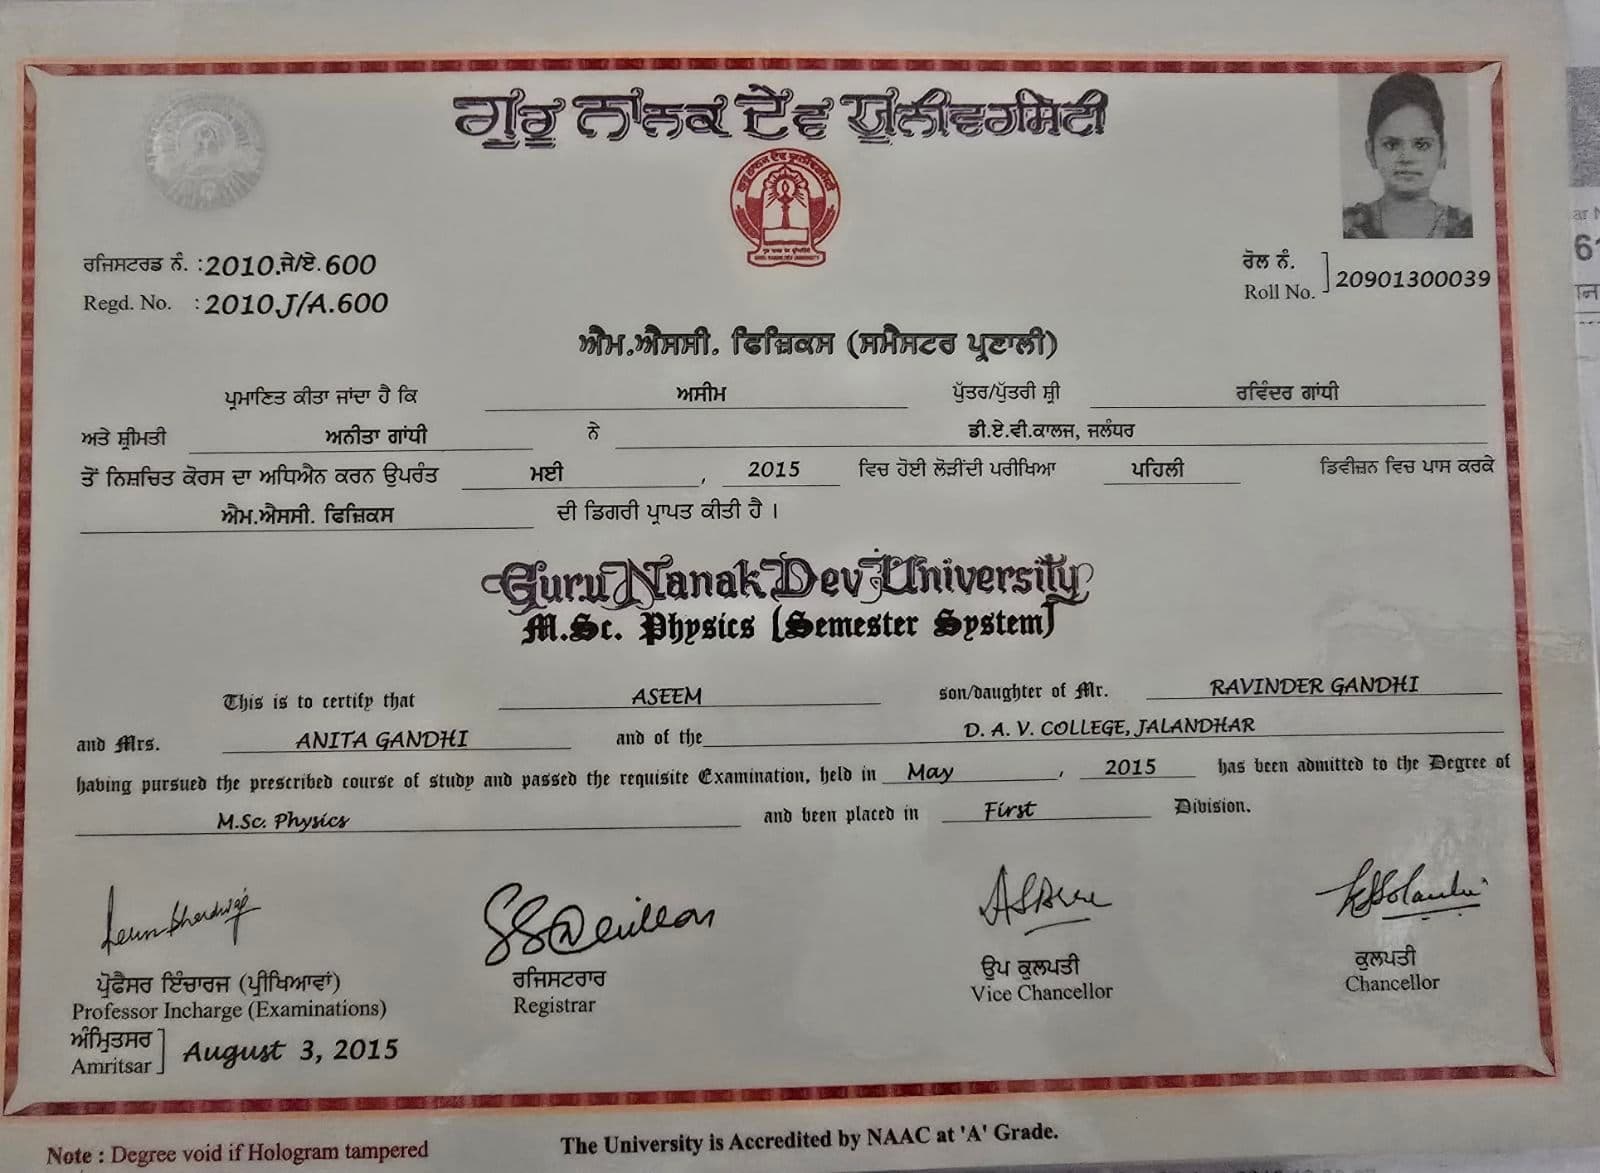 ਗੁਰੂ ਨਾਨਕ ਦੇਵ ਯੂਨੀਵਰਸਿਟੀ
ਰਜਿਸਟਰਡ ਨੰ. : 2010.ਜੇ/ਏ.600
Regd. No. : 2010.J/A.600
ਰੋਲ ਨੰ.
Roll No. 20901300039
ਐਮ.ਐਸਸੀ. ਫਿਜ਼ਿਕਸ (ਸਮੈਸਟਰ ਪ੍ਰਣਾਲੀ)
ਪ੍ਰਮਾਣਿਤ ਕੀਤਾ ਜਾਂਦਾ ਹੈ ਕਿ ਅਸੀਮ ਪੁੱਤਰ/ਪੁੱਤਰੀ ਸ਼੍ਰੀ ਰਵਿੰਦਰ ਗਾਂਧੀ
ਅਤੇ ਸ਼੍ਰੀਮਤੀ ਅਨੀਤਾ ਗਾਂਧੀ ਨੇ ਡੀ.ਏ.ਵੀ.ਕਾਲਜ, ਜਲੰਧਰ
ਤੋਂ ਨਿਸ਼ਚਿਤ ਕੋਰਸ ਦਾ ਅਧਿਐਨ ਕਰਨ ਉਪਰੰਤ ਮਈ , 2015 ਵਿਚ ਹੋਈ ਲੋੜੀਂਦੀ ਪਰੀਖਿਆ ਪਹਿਲੀ ਡਿਵੀਜ਼ਨ ਵਿਚ ਪਾਸ ਕਰਕੇ
ਐਮ.ਐਸਸੀ. ਫਿਜ਼ਿਕਸ ਦੀ ਡਿਗਰੀ ਪ੍ਰਾਪਤ ਕੀਤੀ ਹੈ ।
Guru Nanak Dev University
M.Sc. Physics (Semester System)
This is to certify that ASEEM son/daughter of Mr. RAVINDER GANDHI
and Mrs. ANITA GANDHI and of the D. A. V. COLLEGE, JALANDHAR
having pursued the prescribed course of study and passed the requisite Examination, held in May , 2015 has been admitted to the Degree of
M.Sc. Physics and been placed in First Division.
ਪ੍ਰੋਫੈਸਰ ਇੰਚਾਰਜ (ਪ੍ਰੀਖਿਆਵਾਂ)
Professor Incharge (Examinations)
ਰਜਿਸਟਰਾਰ
Registrar
ਉਪ ਕੁਲਪਤੀ
Vice Chancellor
ਕੁਲਪਤੀ
Chancellor
ਅੰਮ੍ਰਿਤਸਰ
Amritsar August 3, 2015
Note : Degree void if Hologram tampered
The University is Accredited by NAAC at 'A' Grade.